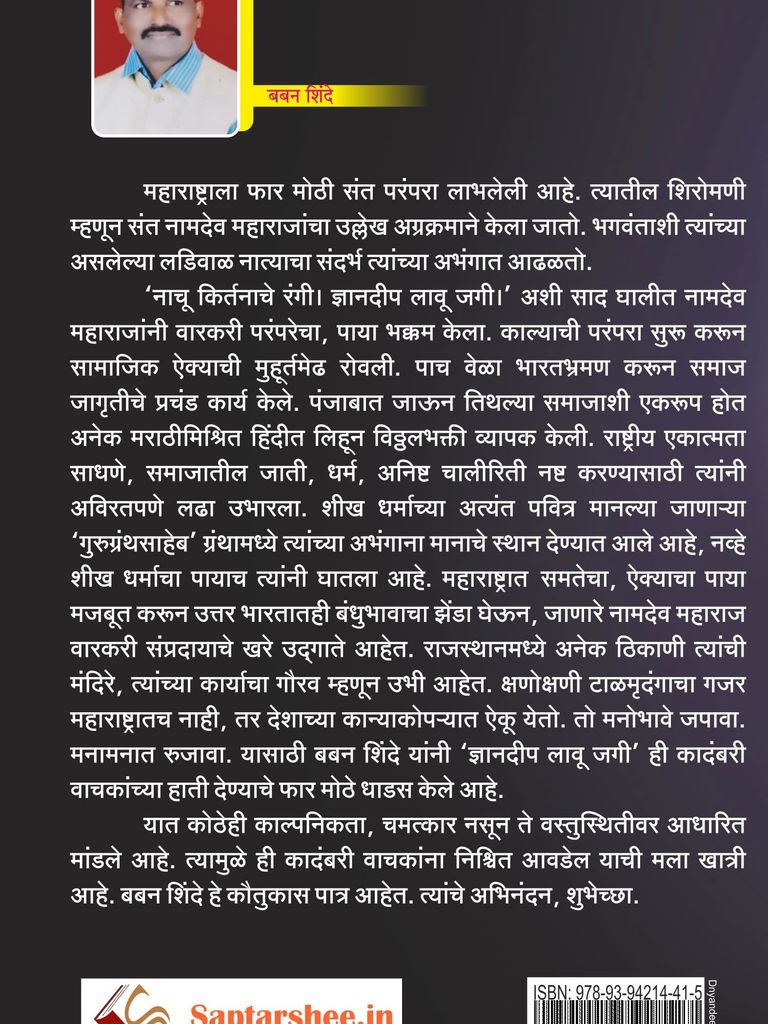 बबन शिंदे
महाराष्ट्राला फार मोठी संत परंपरा लाभलेली आहे. त्यातील शिरोमणी
म्हणून संत नामदेव महाराजांचा उल्लेख अग्रक्रमाने केला जातो. भगवंताशी त्यांच्या
असलेल्या लडिवाळ नात्याचा संदर्भ त्यांच्या अभंगात आढळतो.
‘नाचू किर्तनाचे रंगी। ज्ञानदीप लावू जगी।’ अशी साद घालीत नामदेव
महाराजांनी वारकरी परंपरेचा, पाया भक्कम केला. काल्याची परंपरा सुरू करून
सामाजिक ऐक्याची मुहूर्तमेढ रोवली. पाच वेळा भारतभ्रमण करून समाज
जागृतीचे प्रचंड कार्य केले. पंजाबात जाऊन तिथल्या समाजाशी एकरूप होत
अनेक मराठीमिश्रित हिंदीत लिहून विठ्ठलभक्ती व्यापक केली. राष्ट्रीय एकात्मता
साधणे, समाजातील जाती, धर्म, अनिष्ट चालीरिती नष्ट करण्यासाठी त्यांनी
अविरतपणे लढा उभारला. शीख धर्माच्या अत्यंत पवित्र मानल्या जाणाऱ्या
‘गुरुग्रंथसाहेब’ ग्रंथामध्ये त्यांच्या अभंगाना मानाचे स्थान देण्यात आले आहे, नव्हे
शीख धर्माचा पायाच त्यांनी घातला आहे. महाराष्ट्रात समतेचा, ऐक्याचा पाया
मजबूत करून उत्तर भारतातही बंधुभावाचा झेंडा घेऊन, जाणारे नामदेव महाराज
वारकरी संप्रदायाचे खरे उद्‌गाते आहेत. राजस्थानमध्ये अनेक ठिकाणी त्यांची
मंदिरे, त्यांच्या कार्याचा गौरव म्हणून उभी आहेत. क्षणोक्षणी टाळमृदंगाचा गजर
महाराष्ट्रातच नाही, तर देशाच्या कान्याकोपऱ्यात ऐकू येतो. तो मनोभावे जपावा.
मनामनात रुजावा. यासाठी बबन शिंदे यांनी ‘ज्ञानदीप लावू जगी’ ही कादंबरी
वाचकांच्या हाती देण्याचे फार मोठे धाडस केले आहे.
यात कोठेही काल्पनिकता, चमत्कार नसून ते वस्तुस्थितीवर आधारित
मांडले आहे. त्यामुळे ही कादंबरी वाचकांना निश्चित आवडेल याची मला खात्री
आहे. बबन शिंदे हे कौतुकास पात्र आहेत. त्यांचे अभिनंदन, शुभेच्छा.
Saptarshee.in
ISBN: 978-93-94214-41-5